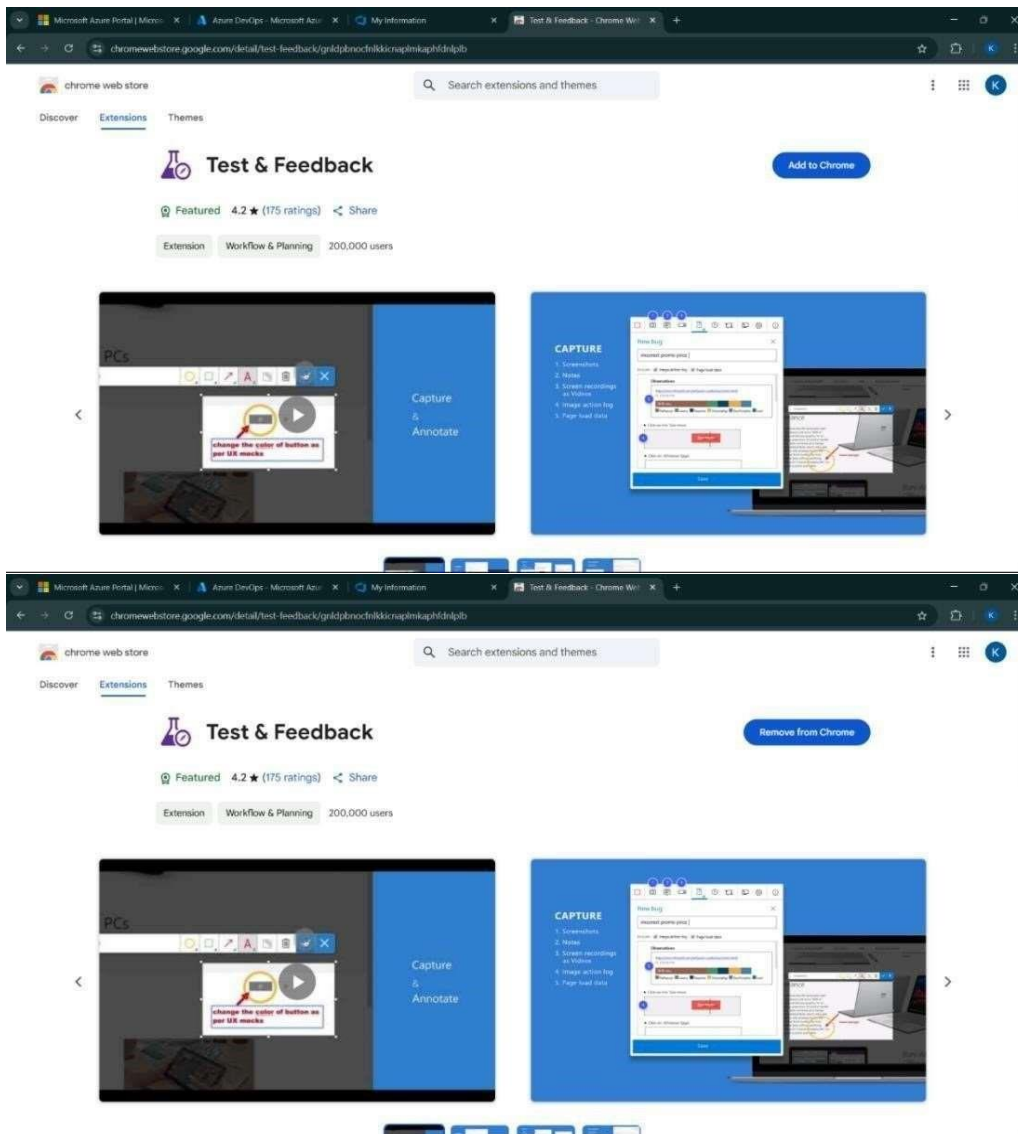 Microsoft Azure Portal | Micros
Azure DevOps - Microsoft Azu
My Information
Test & Feedback - Chrome Web
chromewebstore.google.com/detail/test-feedback/gnldpbnocfnlkkicnaplmkaphfdnlplb
K
chrome web store
Search extensions and themes
K
Discover
Extensions
Themes
Test & Feedback
Add to Chrome
Featured
4.2 ★ (175 ratings)
Share
Extension
Workflow & Planning
200,000 users
PCs
A
change the color of button as
per UX mocks
Capture
&
Annotate
CAPTURE
1. Screenshots
2. Notes
3. Screen recordings
as Videos
4. Image action log
5. Page load data
New bug
Save
Microsoft Azure Portal | Micros
Azure DevOps - Microsoft Azu
My Information
Test & Feedback - Chrome Web
chromewebstore.google.com/detail/test-feedback/gnldpbnocfnlkkicnaplmkaphfdnlplb
K
chrome web store
Search extensions and themes
K
Discover
Extensions
Themes
Test & Feedback
Remove from Chrome
Featured
4.2 ★ (175 ratings)
Share
Extension
Workflow & Planning
200,000 users
PCs
A
change the color of button as
per UX mocks
Capture
&
Annotate
CAPTURE
1. Screenshots
2. Notes
3. Screen recordings
as Videos
4. Image action log
5. Page load data
New bug
Save